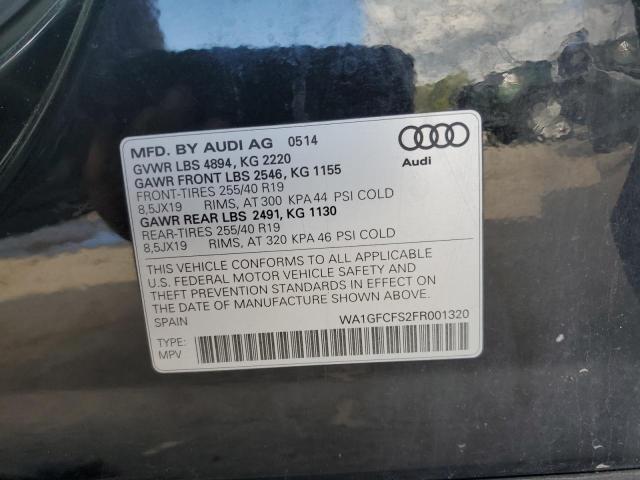 MFD. BY AUDI AG 0514
GVWR LBS 4894, KG 2220
GAWR FRONT LBS 2546, KG 1155
FRONT-TIRES 255/40 R19
8,5JX19 RIMS, AT 300 KPA 44 PSI COLD
GAWR REAR LBS 2491, KG 1130
REAR-TIRES 255/40 R19
8,5JX19 RIMS, AT 320 KPA 46 PSI COLD
Audi
THIS VEHICLE CONFORMS TO ALL APPLICABLE
U.S. FEDERAL MOTOR VEHICLE SAFETY AND
THEFT PREVENTION STANDARDS IN EFFECT ON
THE DATE OF MANUFACTURE SHOWN ABOVE.
SPAIN WA1GFCFS2FR001320
TYPE:
MPV